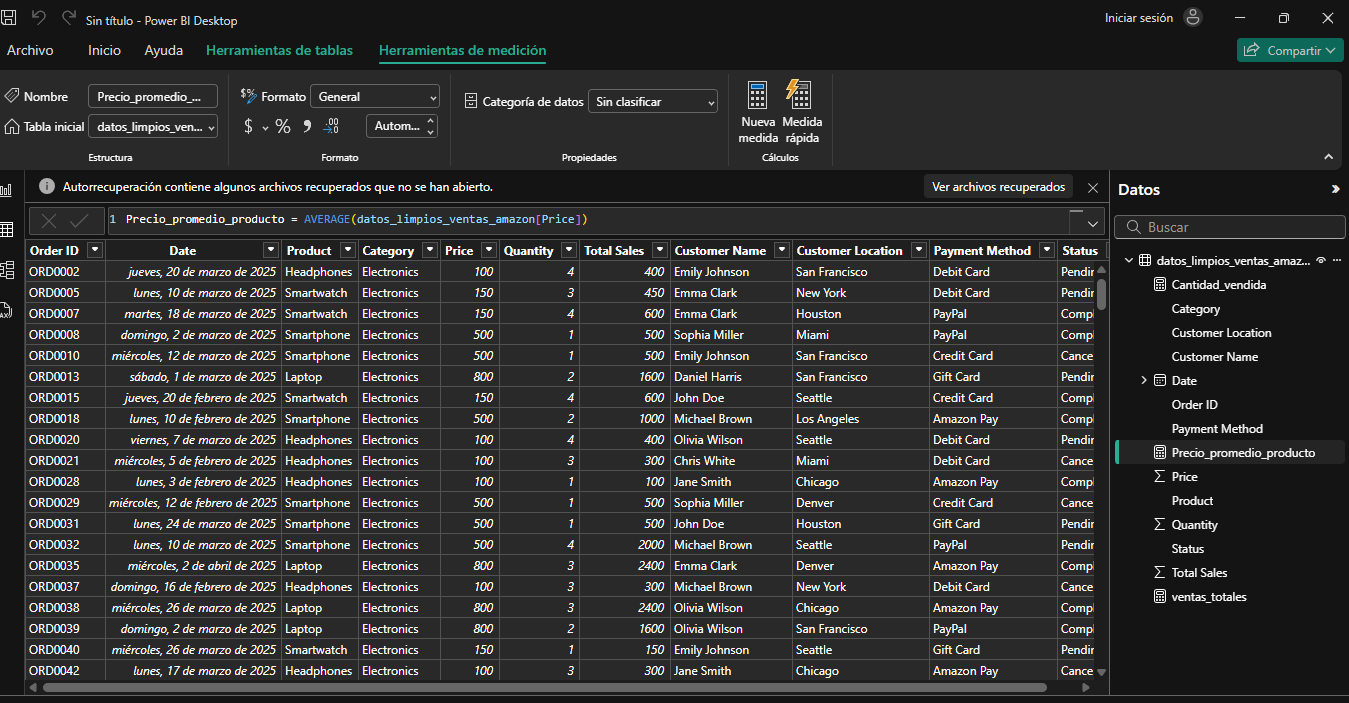 Sin título - Power BI Desktop
Iniciar sesión
Archivo Inicio Ayuda Herramientas de tablas Herramientas de medición
Compartir
Nombre Precio_promedio_...
Tabla inicial datos_limpios_ven...
Estructura
Formato General
$ % 9 .00 Autom...
Formato
Categoría de datos Sin clasificar
Propiedades
Nueva medida
Medida rápida
Cálculos
Autorrecuperación contiene algunos archivos recuperados que no se han abierto.
Ver archivos recuperados
1 Precio_promedio_producto = AVERAGE(datos_limpios_ventas_amazon[Price])
Order ID Date Product Category Price Quantity Total Sales Customer Name Customer Location Payment Method Status
ORD0002 jueves, 20 de marzo de 2025 Headphones Electronics 100 4 400 Emily Johnson San Francisco Debit Card Pendin
ORD0005 lunes, 10 de marzo de 2025 Smartwatch Electronics 150 3 450 Emma Clark New York Debit Card Pendin
ORD0007 martes, 18 de marzo de 2025 Smartwatch Electronics 150 4 600 Emma Clark Houston PayPal Compl
ORD0008 domingo, 2 de marzo de 2025 Smartphone Electronics 500 1 500 Sophia Miller Miami PayPal Compl
ORD0010 miércoles, 12 de marzo de 2025 Smartphone Electronics 500 1 500 Emily Johnson San Francisco Credit Card Cance
ORD0013 sábado, 1 de marzo de 2025 Laptop Electronics 800 2 1600 Daniel Harris San Francisco Gift Card Pendin
ORD0015 jueves, 20 de febrero de 2025 Smartwatch Electronics 150 4 600 John Doe Seattle Credit Card Cance
ORD0018 lunes, 10 de febrero de 2025 Smartphone Electronics 500 2 1000 Michael Brown Los Angeles Amazon Pay Compl
ORD0020 viernes, 7 de marzo de 2025 Headphones Electronics 100 4 400 Olivia Wilson Seattle Debit Card Pendin
ORD0021 miércoles, 5 de febrero de 2025 Headphones Electronics 100 3 300 Chris White Miami Debit Card Cance
ORD0028 lunes, 3 de febrero de 2025 Headphones Electronics 100 1 100 Jane Smith Chicago Amazon Pay Compl
ORD0029 miércoles, 12 de febrero de 2025 Smartphone Electronics 500 1 500 Sophia Miller Denver Credit Card Cance
ORD0031 lunes, 24 de marzo de 2025 Smartphone Electronics 500 1 500 John Doe Houston Gift Card Pendin
ORD0032 lunes, 10 de marzo de 2025 Smartphone Electronics 500 4 2000 Michael Brown Seattle PayPal Pendin
ORD0035 miércoles, 2 de abril de 2025 Laptop Electronics 800 3 2400 Emma Clark Denver Amazon Pay Compl
ORD0037 domingo, 16 de febrero de 2025 Headphones Electronics 100 3 300 Michael Brown New York Debit Card Cance
ORD0038 miércoles, 26 de marzo de 2025 Laptop Electronics 800 3 2400 Olivia Wilson Chicago Amazon Pay Compl
ORD0039 domingo, 2 de marzo de 2025 Laptop Electronics 800 2 1600 Olivia Wilson San Francisco PayPal Compl
ORD0040 miércoles, 26 de marzo de 2025 Smartwatch Electronics 150 1 150 Emily Johnson Seattle Gift Card Pendin
ORD0042 lunes, 17 de marzo de 2025 Headphones Electronics 100 3 300 Jane Smith Chicago Amazon Pay Cance
Datos
Buscar
datos_limpios_ventas_amaz...
Cantidad_vendida
Category
Customer Location
Customer Name
Date
Order ID
Payment Method
Precio_promedio_producto
Price
Product
Quantity
Status
Total Sales
ventas_totales